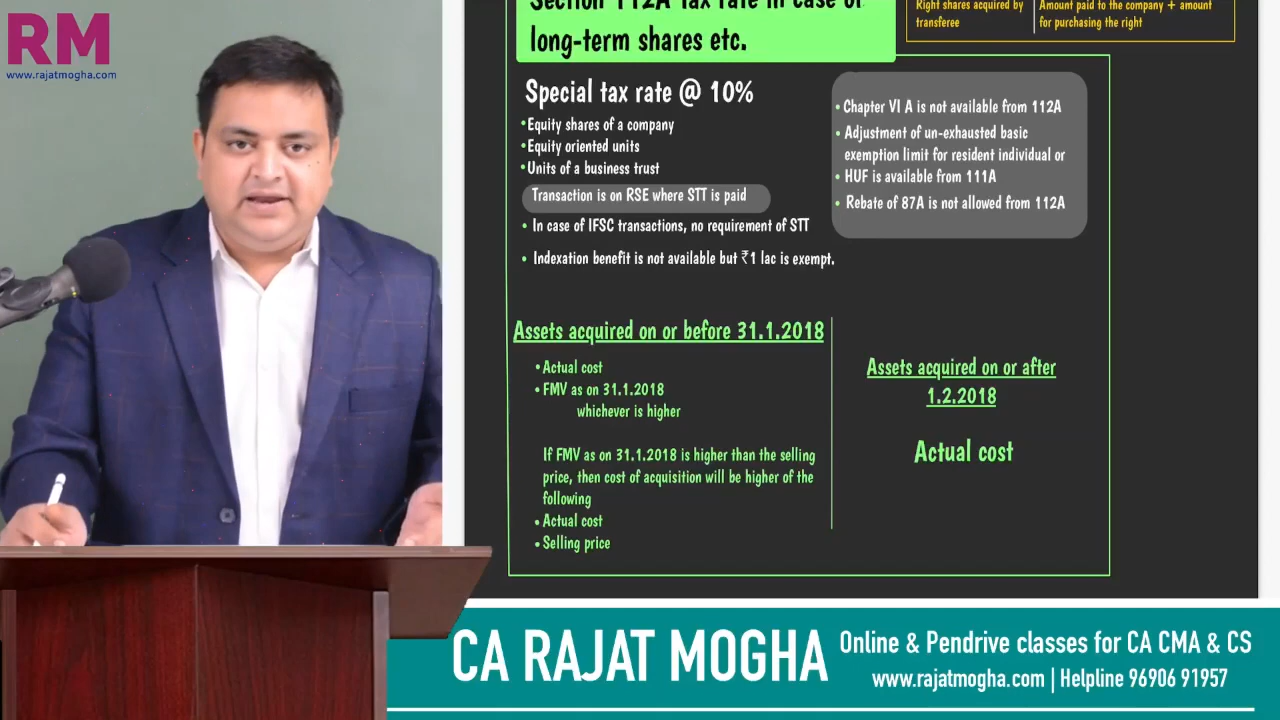 RM
www.rajatmogha.com
Section 112A Tax rate in case of
long-term shares etc.
Right shares acquired by
transferee
Amount paid to the company + amount
for purchasing the right
Special tax rate @ 10%
•Equity shares of a company
•Equity oriented units
•Units of a business trust
Transaction is on RSE where STT is paid
• In case of IFSC transactions, no requirement of STT
• Indexation benefit is not available but ₹1 lac is exempt.
• Chapter VI A is not available from 112A
• Adjustment of un-exhausted basic
exemption limit for resident individual or
• HUF is available from 111A
• Rebate of 87A is not allowed from 112A
Assets acquired on or before 31.1.2018
• Actual cost
• FMV as on 31.1.2018
whichever is higher
If FMV as on 31.1.2018 is higher than the selling
price, then cost of acquisition will be higher of the
following
• Actual cost
• Selling price
Assets acquired on or after
1.2.2018
Actual cost
CA RAJAT MOGHA
Online & Pendrive classes for CA CMA & CS
www.rajatmogha.com | Helpline 96906 91957